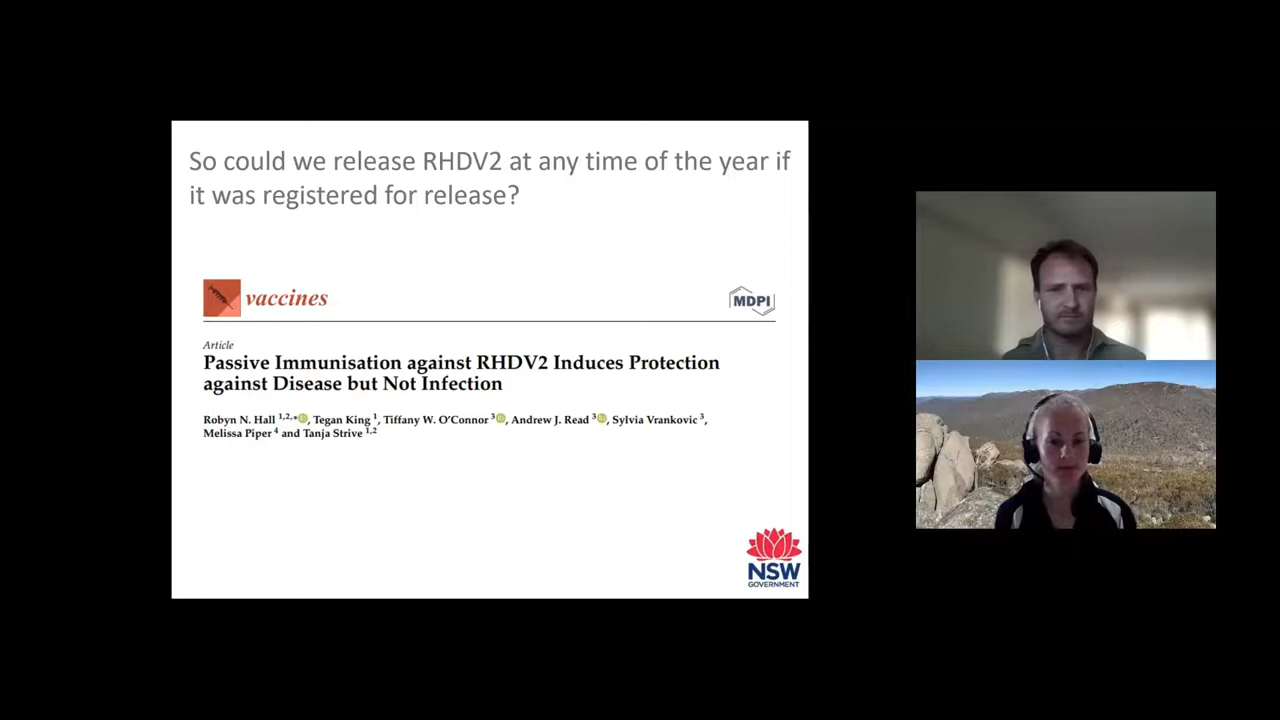 So could we release RHDV2 at any time of the year if
it was registered for release?
vaccines
MDPI
Article
Passive Immunisation against RHDV2 Induces Protection
against Disease but Not Infection
Robyn N. Hall 1,2,*, Tegan King 1, Tiffany W. O'Connor 3, Andrew J. Read 3, Sylvia Vrankovic 3,
Melissa Piper 4 and Tanja Strive 1,2
NSW
GOVERNMENT